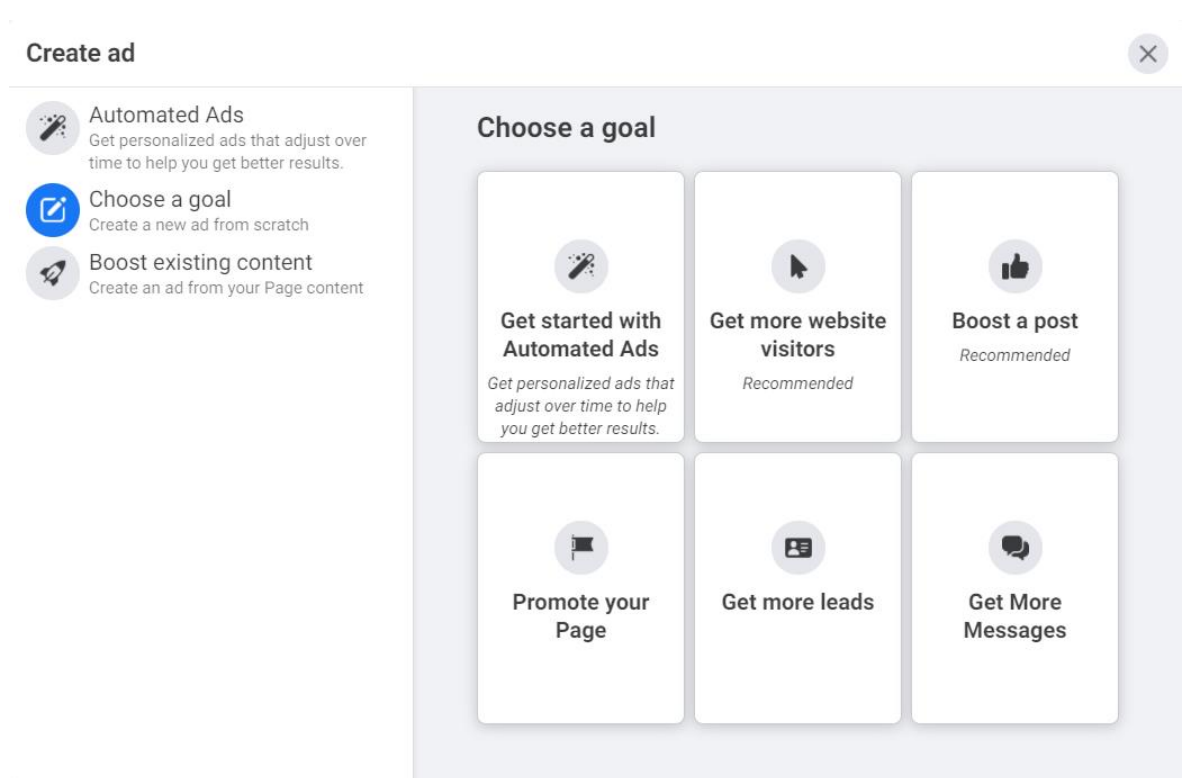 Create ad
Automated Ads
Get personalized ads that adjust over
time to help you get better results.
Choose a goal
Create a new ad from scratch
Boost existing content
Create an ad from your Page content
Choose a goal
Get started with
Automated Ads
Get personalized ads that
adjust over time to help
you get better results.
Get more website
visitors
Recommended
Boost a post
Recommended
Promote your
Page
Get more leads
Get More
Messages